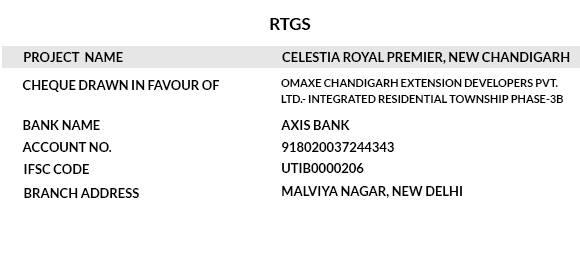 RTGS
PROJECT NAME CELESTIA ROYAL PREMIER, NEW CHANDIGARH
CHEQUE DRAWN IN FAVOUR OF OMAXE CHANDIGARH EXTENSION DEVELOPERS PVT.
LTD.- INTEGRATED RESIDENTIAL TOWNSHIP PHASE-3B
BANK NAME AXIS BANK
ACCOUNT NO. 918020037244343
IFSC CODE UTIB0000206
BRANCH ADDRESS MALVIYA NAGAR, NEW DELHI